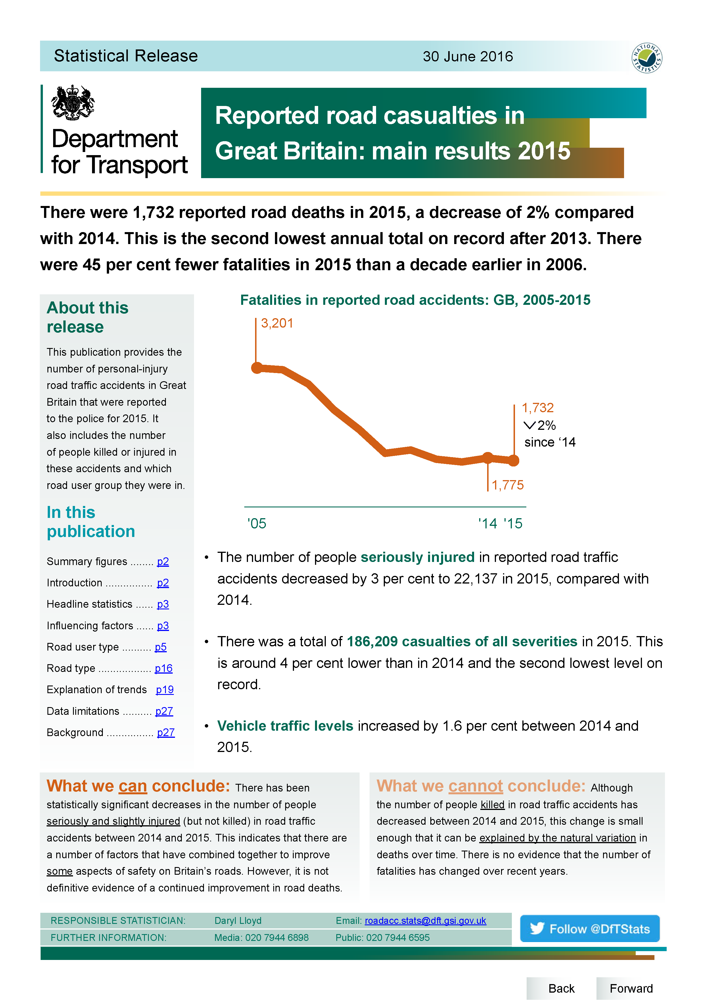 Statistical Release
30 June 2016
NATIONAL STATISTICS
Department
for Transport
Reported road casualties in
Great Britain: main results 2015
There were 1,732 reported road deaths in 2015, a decrease of 2% compared
with 2014. This is the second lowest annual total on record after 2013. There
were 45 per cent fewer fatalities in 2015 than a decade earlier in 2006.
About this
release
This publication provides the
number of personal-injury
road traffic accidents in Great
Britain that were reported
to the police for 2015. It
also includes the number
of people killed or injured in
these accidents and which
road user group they were in.
In this
publication
Summary figures ........ p2
Introduction ................ p2
Headline statistics ...... p3
Influencing factors ...... p3
Road user type .......... p5
Road type .................. p16
Explanation of trends p19
Data limitations .......... p27
Background ................ p27
Fatalities in reported road accidents: GB, 2005-2015
3,201
1,732
2%
since ‘14
1,775
'05
'14
'15
• The number of people seriously injured in reported road traffic
accidents decreased by 3 per cent to 22,137 in 2015, compared with
2014.
• There was a total of 186,209 casualties of all severities in 2015. This
is around 4 per cent lower than in 2014 and the second lowest level on
record.
• Vehicle traffic levels increased by 1.6 per cent between 2014 and
2015.
What we can conclude: There has been
statistically significant decreases in the number of people
seriously and slightly injured (but not killed) in road traffic
accidents between 2014 and 2015. This indicates that there are
a number of factors that have combined together to improve
some aspects of safety on Britain’s roads. However, it is not
definitive evidence of a continued improvement in road deaths.
What we cannot conclude: Although
the number of people killed in road traffic accidents has
decreased between 2014 and 2015, this change is small
enough that it can be explained by the natural variation in
deaths over time. There is no evidence that the number of
fatalities has changed over recent years.
RESPONSIBLE STATISTICIAN:
Daryl Lloyd
Email: roadacc.stats@dft.gsi.gov.uk
FURTHER INFORMATION:
Media: 020 7944 6898
Public: 020 7944 6595
Follow @DfTStats
Back
Forward